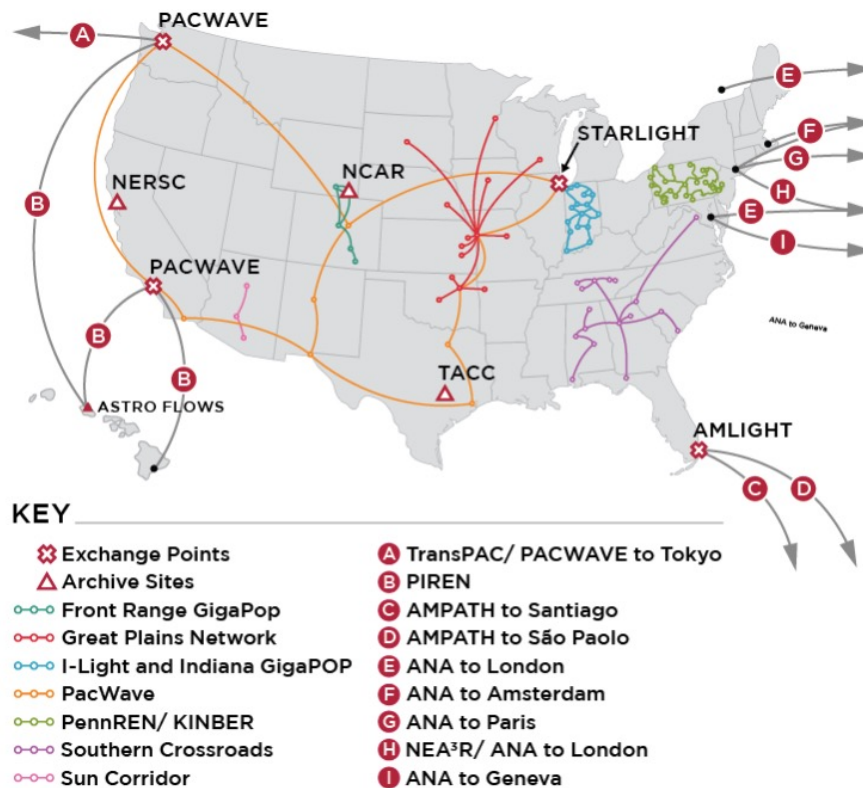 PACWAVE
A
E
STARLIGHT
F
NCAR
G
NERSC
H
B
E
I
PACWAVE
ANA to Geneva
B
B
TACC
ASTRO FLOWS
AMLIGHT
C
D
KEY
Exchange Points
Archive Sites
Front Range GigaPop
Great Plains Network
I-Light and Indiana GigaPOP
PacWave
PennREN/ KINBER
Southern Crossroads
Sun Corridor
A TransPAC/ PACWAVE to Tokyo
B PIREN
C AMPATH to Santiago
D AMPATH to São Paolo
E ANA to London
F ANA to Amsterdam
G ANA to Paris
H NEA³R/ ANA to London
I ANA to Geneva